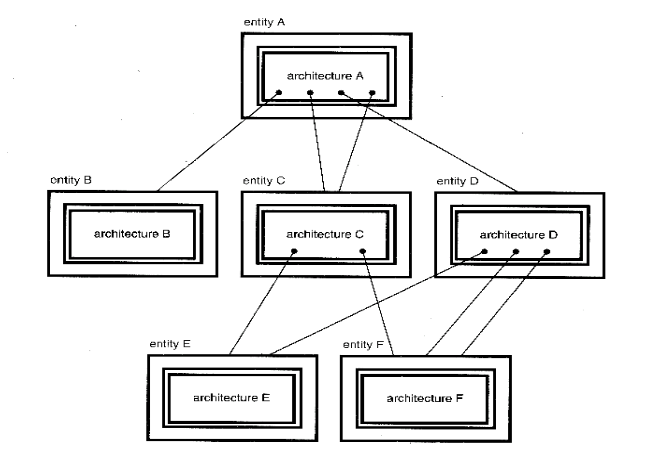 entity A
architecture A
entity B
entity C
entity D
architecture B
architecture C
architecture D
entity E
entity F
architecture E
architecture F